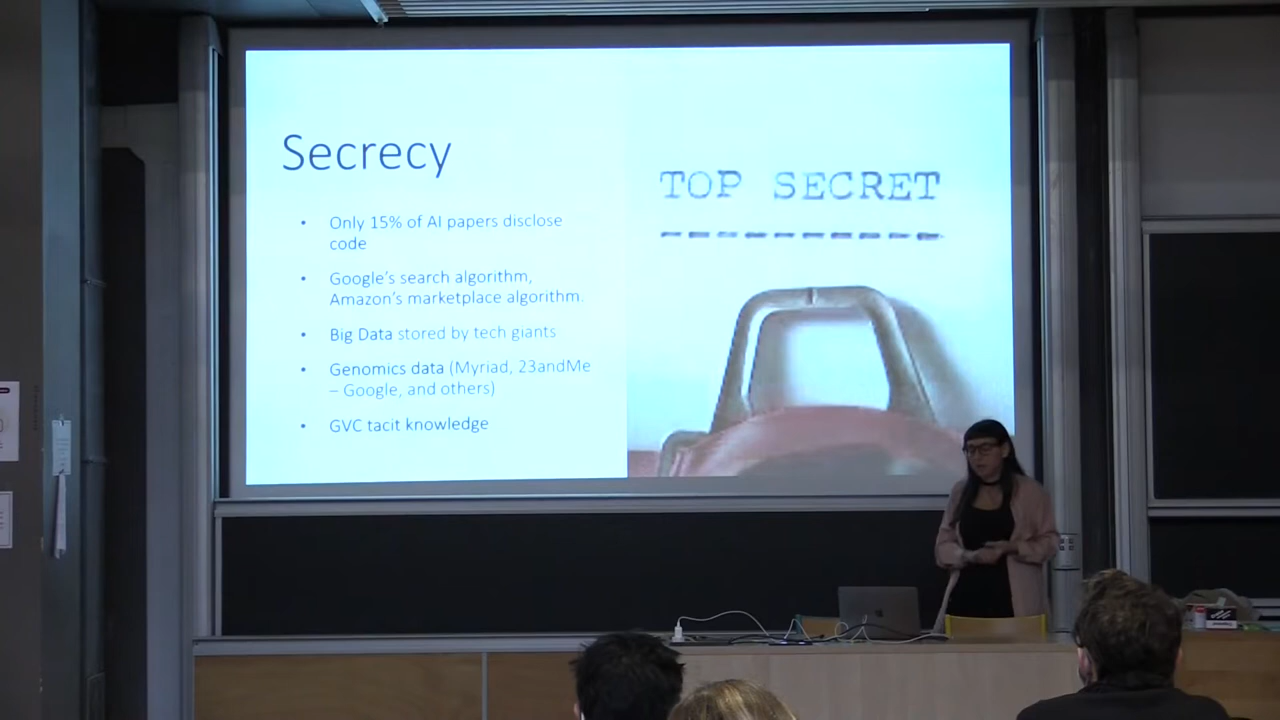 Secrecy
• Only 15% of AI papers disclose
code
• Google's search algorithm,
Amazon's marketplace algorithm.
• Big Data stored by tech giants
• Genomics data (Myriad, 23andMe
– Google, and others)
• GVC tacit knowledge
TOP SECRET